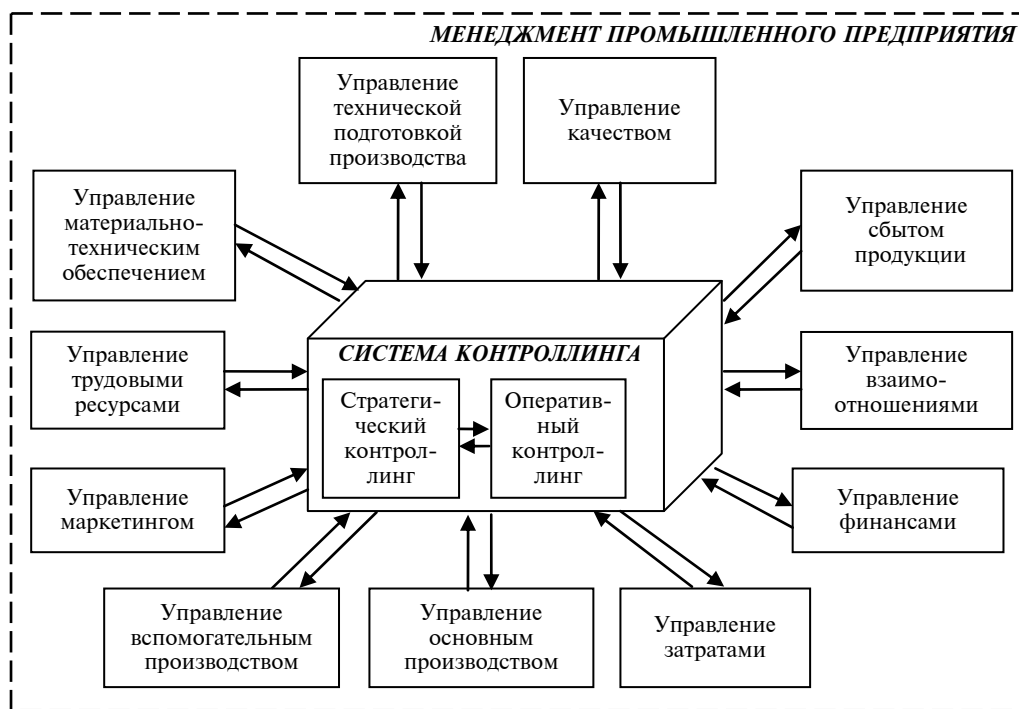 МЕНЕДЖМЕНТ ПРОМЫШЛЕННОГО ПРЕДПРИЯТИЯ
Управление
технической
подготовкой
производства
Управление
качеством
Управление
материально-
техническим
обеспечением
Управление
сбытом
продукции
Управление
трудовыми
ресурсами
СИСТЕМА КОНТРОЛЛИНГА
Стратеги-
ческий
контрол-
линг
Оператив-
ный
контрол-
линг
Управление
взаимо-
отношениями
Управление
маркетингом
Управление
финансами
Управление
вспомогательным
производством
Управление
основным
производством
Управление
затратами